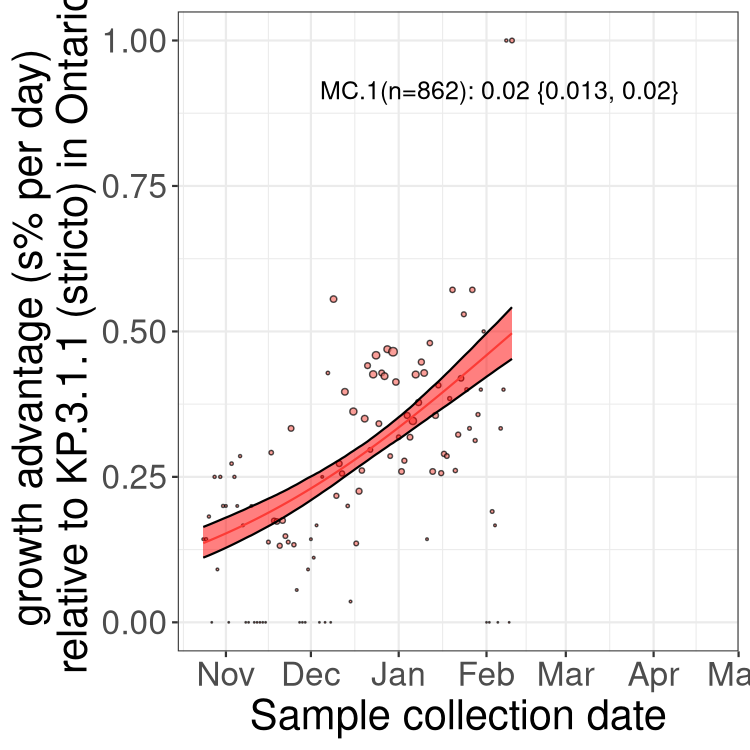 growth advantage (s% per day)
relative to KP.3.1.1 (stricto) in Ontario
1.00
0.75
0.50
0.25
0.00
MC.1(n=862): 0.02 {0.013, 0.02}
Nov Dec Jan Feb Mar Apr Ma
Sample collection date